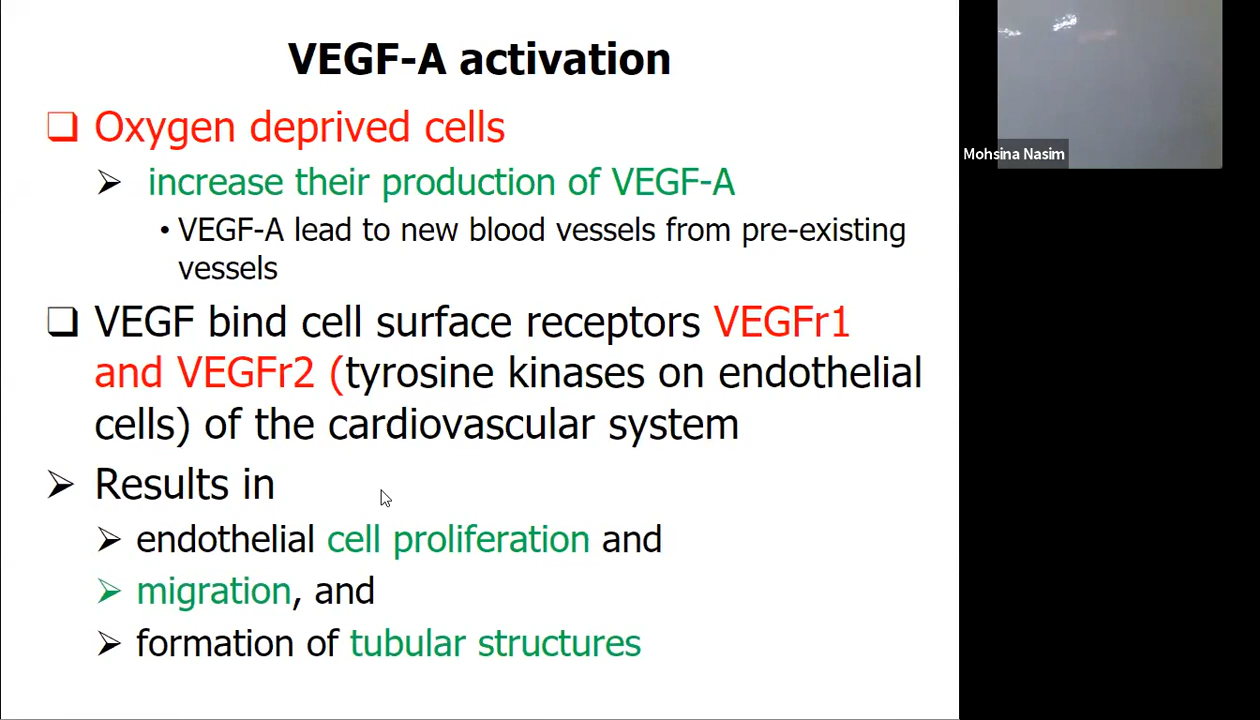 VEGF-A activation
❑ Oxygen deprived cells
➢ increase their production of VEGF-A
• VEGF-A lead to new blood vessels from pre-existing
vessels
❑ VEGF bind cell surface receptors VEGFr1
and VEGFr2 (tyrosine kinases on endothelial
cells) of the cardiovascular system
➢ Results in
➢ endothelial cell proliferation and
➢ migration, and
➢ formation of tubular structures
Mohsina Nasim